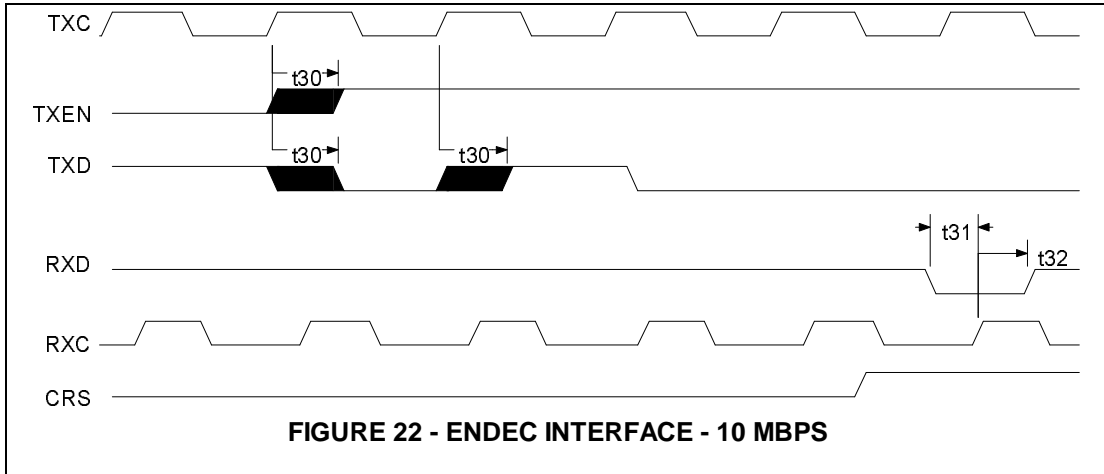 TXC
t30
TXEN
t30 t30
TXD
t31
RXD
t32
RXC
CRS
FIGURE 22 - ENDEC INTERFACE - 10 MBPS